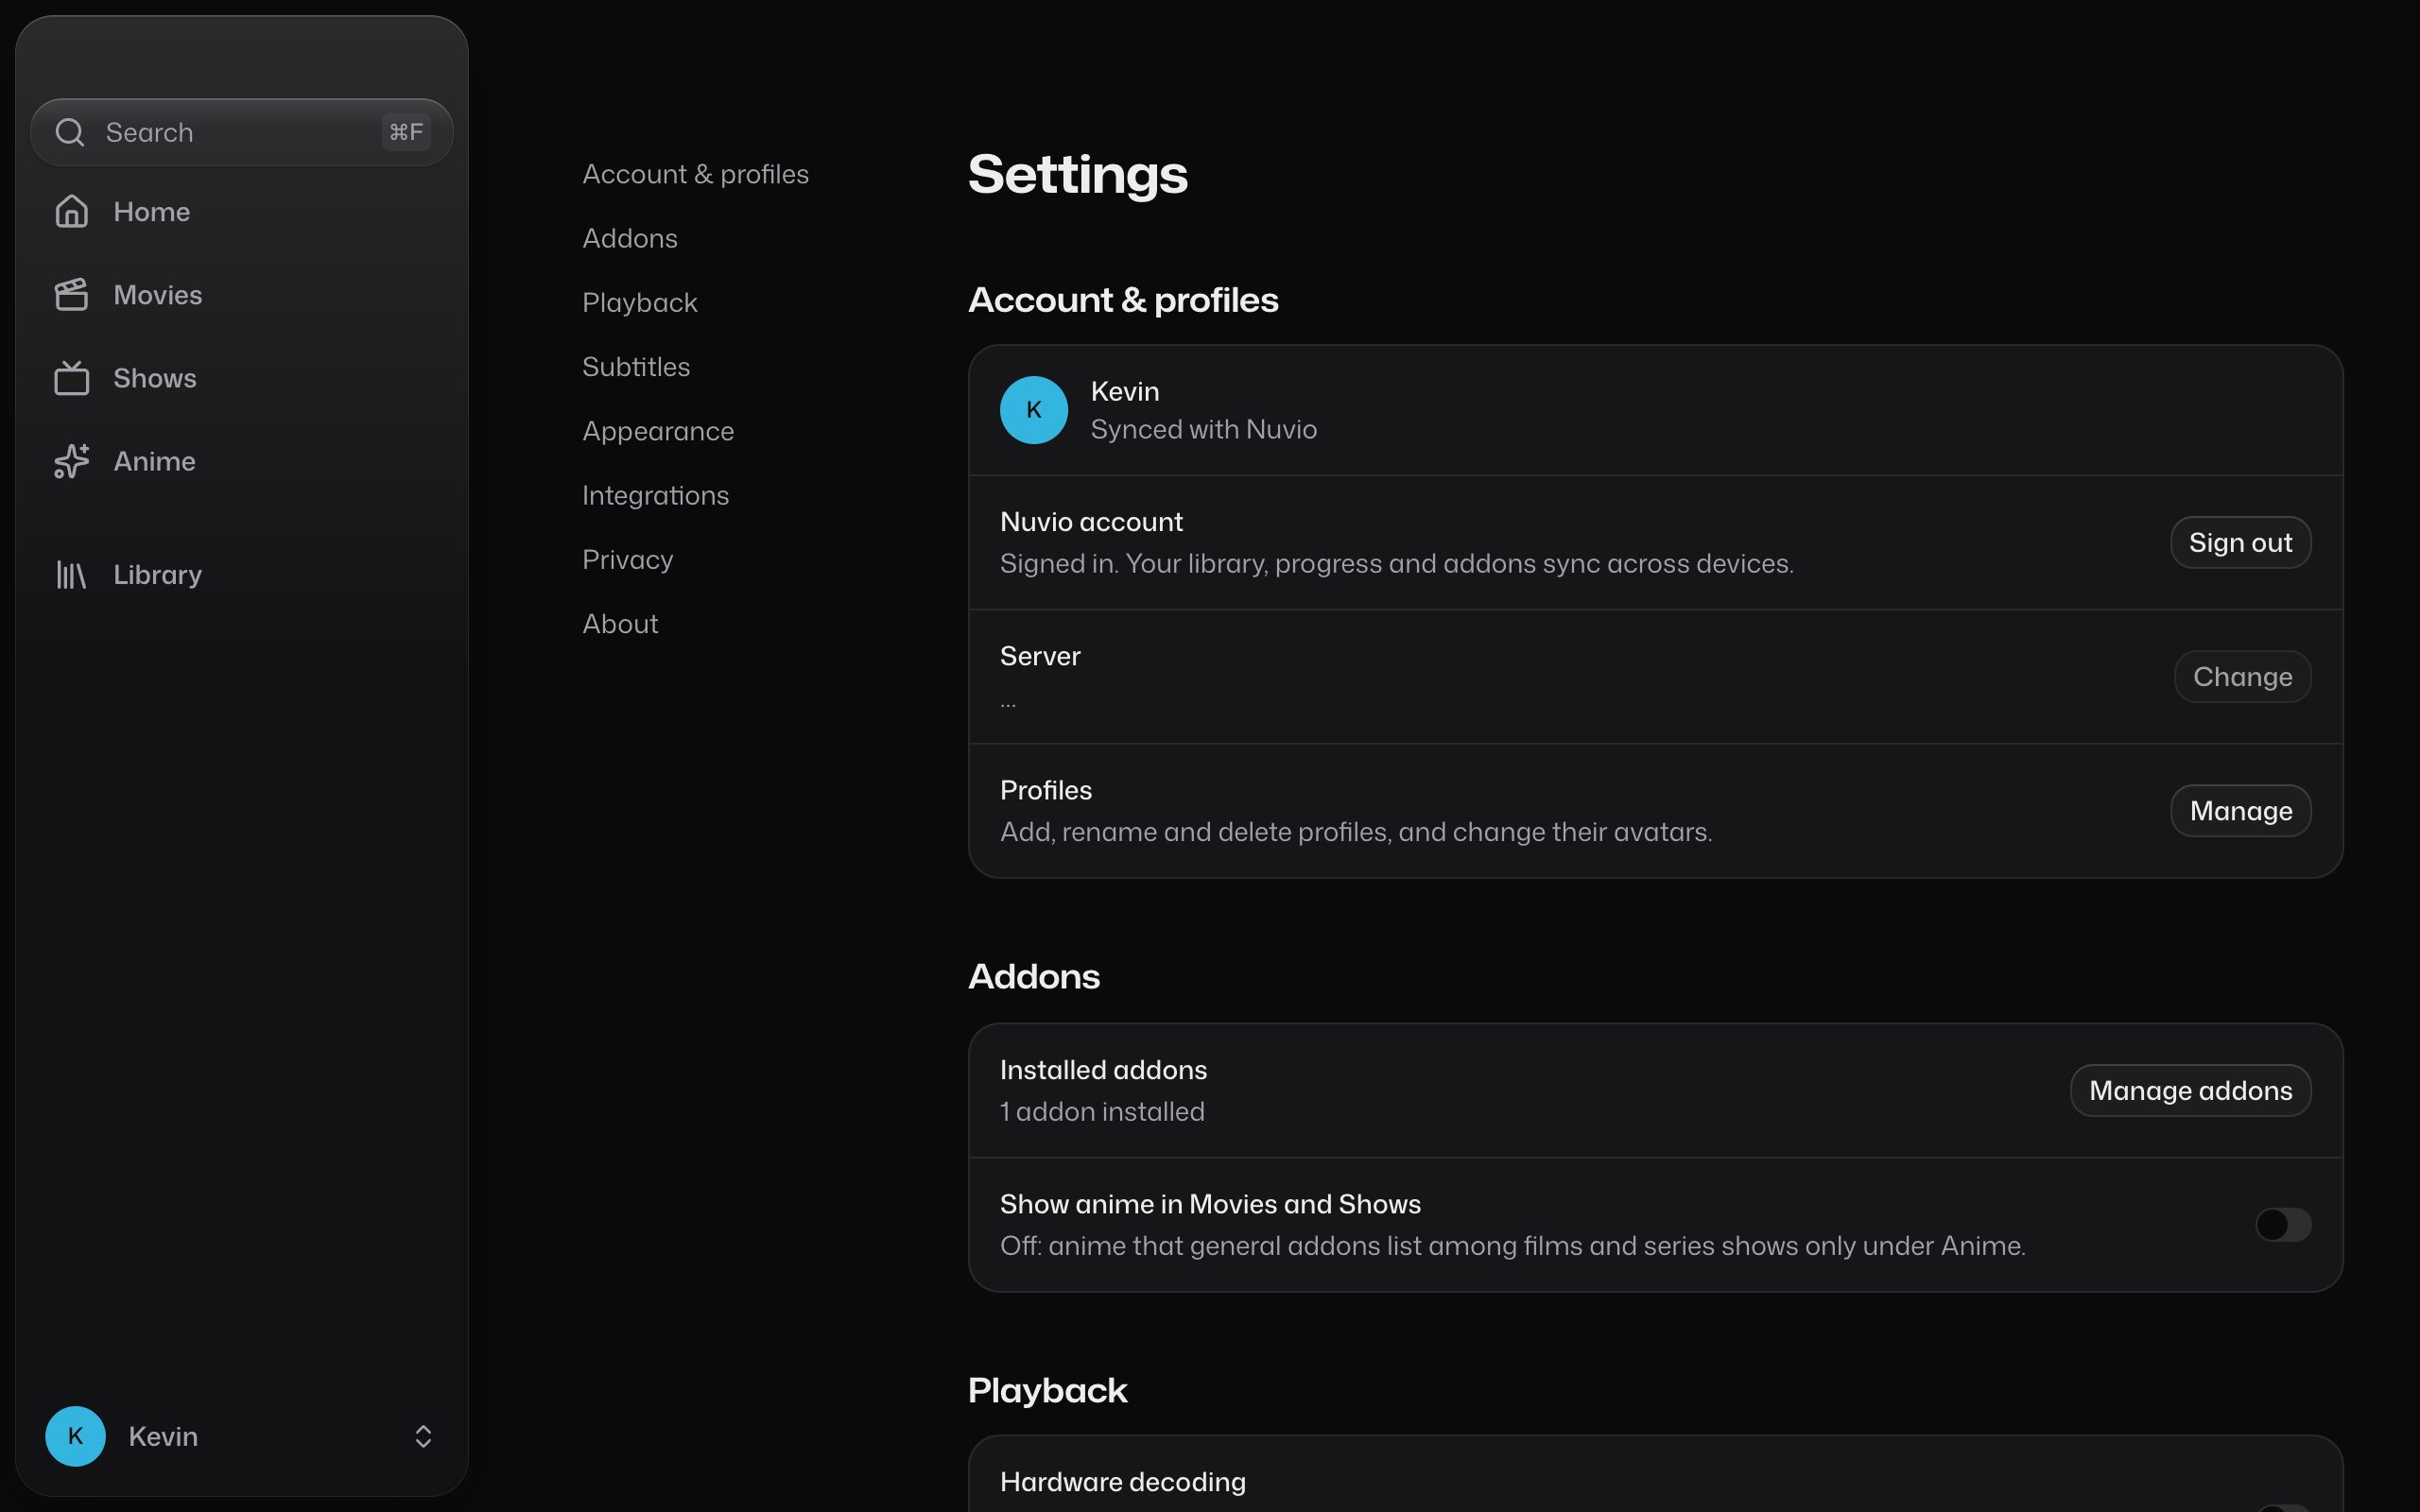 Search ⌘F
Home
Movies
Shows
Anime
Library
K Kevin
Account & profiles
Addons
Playback
Subtitles
Appearance
Integrations
Privacy
About
Settings
Account & profiles
K
Kevin
Synced with Nuvio
Nuvio account
Signed in. Your library, progress and addons sync across devices.
Sign out
Server
...
Change
Profiles
Add, rename and delete profiles, and change their avatars.
Manage
Addons
Installed addons
1 addon installed
Manage addons
Show anime in Movies and Shows
Off: anime that general addons list among films and series shows only under Anime.
Playback
Hardware decoding